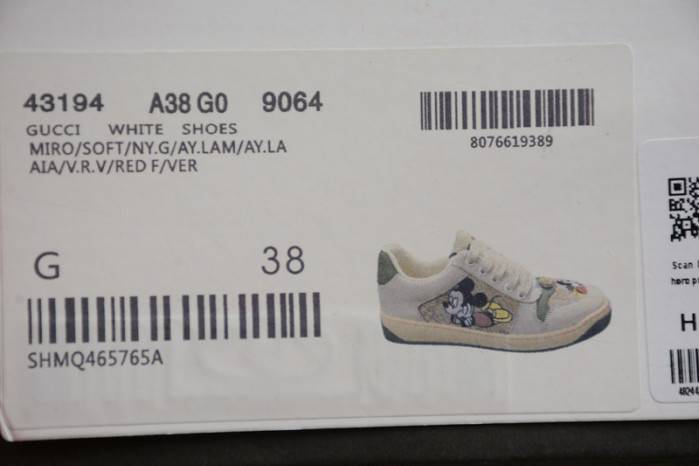 43194 A38 G0 9064
GUCCI WHITE SHOES
MIRO/SOFT/NY.G/AY.LAM/AY.LA
AIA/V.R.V/RED F/VER
8076619389
G 38
SHMQ465765A
Scan
H